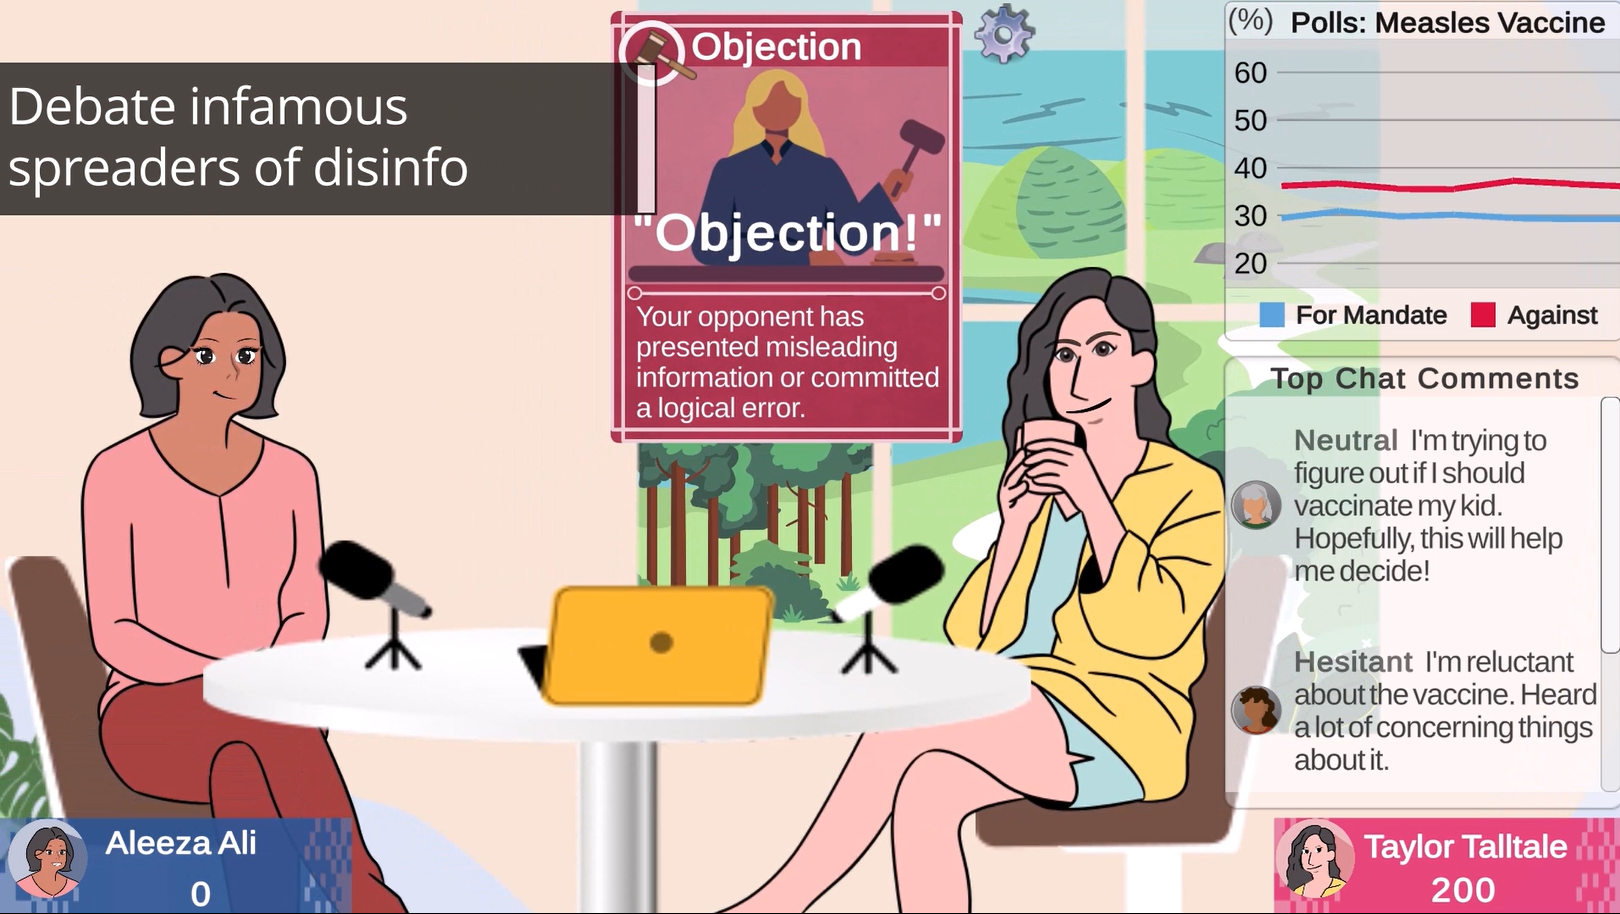 Debate infamous
spreaders of disinfo
Objection
"Objection!"
Your opponent has
presented misleading
information or committed
a logical error.
(%) Polls: Measles Vaccine
60
50
40
30
20
For Mandate Against
Top Chat Comments
Neutral I'm trying to
figure out if I should
vaccinate my kid.
Hopefully, this will help
me decide!
Hesitant I'm reluctant
about the vaccine. Heard
a lot of concerning things
about it.
Aleeza Ali
0
Taylor Talltale
200